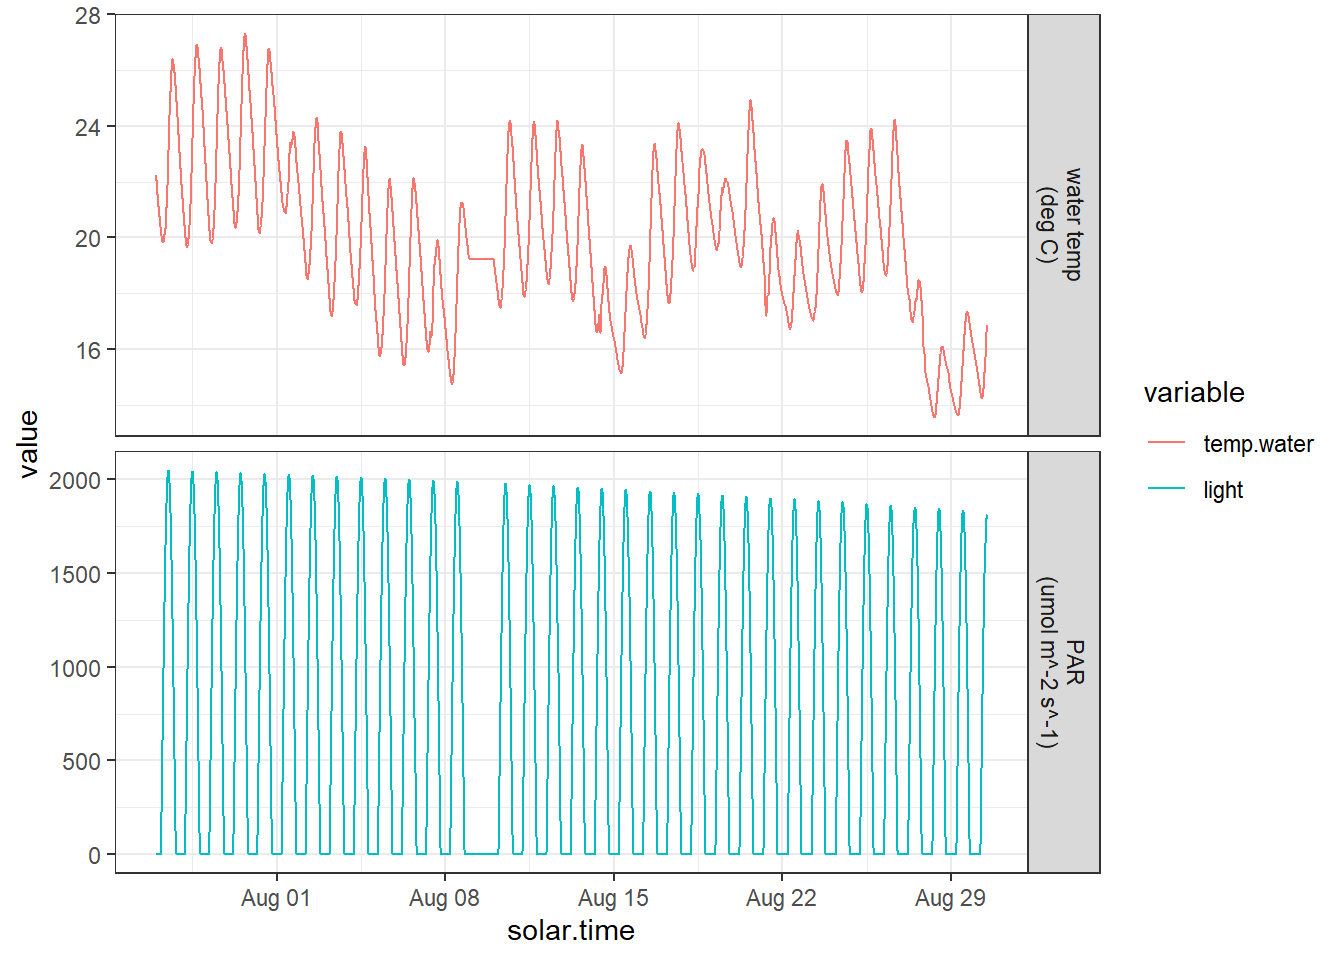 28
24
20
16
water temp
(deg C)
2000
1500
1000
500
0
PAR
(umol m^-2 s^-1)
value
Aug 01
Aug 08
Aug 15
Aug 22
Aug 29
solar.time
variable
temp.water
light